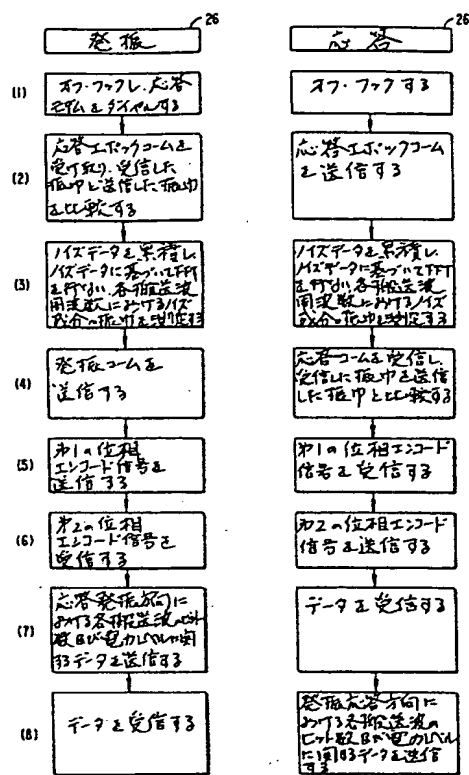 26
発振
26
応答
(1)
オフ・フックし、応答
モデムをダイヤルする
オフ・フックする
(2)
応答エポックコームを
受け取り、受信した
振巾と送信した振巾
を比較する
応答エポックコーム
を送信する
(3)
ノイズデータを累積し、
ノイズデータに基づいてFFT
を行ない各搬送波
周波数におけるノイズ
成分の振巾を測定する
ノイズデータを累積し、
ノイズデータに基づいてFFT
を行ない各搬送波
周波数におけるノイズ
成分の振巾を測定する
(4)
発振コームを
送信する
応答コームを受信し、
受信した振巾を送信
した振巾と比較する
(5)
第1の位相
エンコード信号を
送信する
第1の位相エンコード
信号を受信する
(6)
第2の位相
エンコード信号を
受信する
第2の位相エンコード
信号を送信する
(7)
応答発振方向に
おける各搬送波のビット
数及び電力レベルに関
するデータを送信する
データを受信する
(8)
データを受信する
発振応答方向に
おける各搬送波の
ビット数及び電力レベル
に関するデータを送信
する